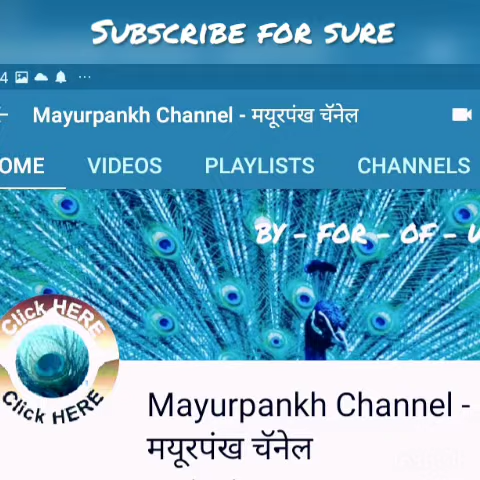 SUBSCRIBE FOR SURE
4 ...
Mayurpankh Channel - मयूरपंख चॅनेल
OME VIDEOS PLAYLISTS CHANNELS
BY - FOR - OF - U
Click HERE
Click HERE
Mayurpankh Channel -
मयूरपंख चॅनेल